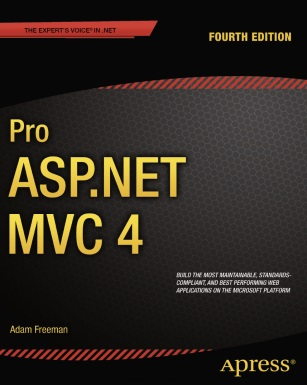 THE EXPERT'S VOICE® IN .NET
FOURTH EDITION
Pro
ASP.NET
MVC 4
BUILD THE MOST MAINTAINABLE, STANDARDS-
COMPLIANT, AND BEST PERFORMING WEB
APPLICATIONS ON THE MICROSOFT PLATFORM
Adam Freeman
Apress®